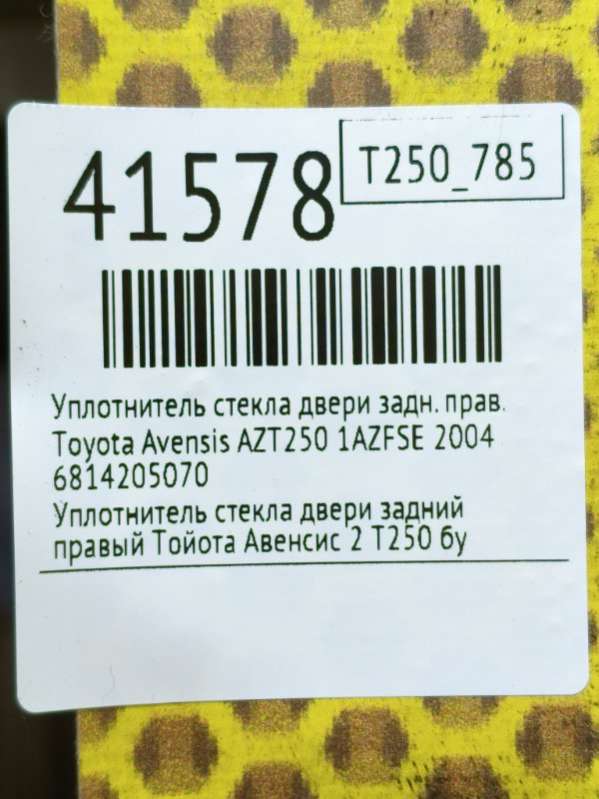 41578
T250_785
Уплотнитель стекла двери задн. прав.
Toyota Avensis AZT250 1AZFSE 2004
6814205070
Уплотнитель стекла двери задний
правый Тойота Авенсис 2 Т250 бу